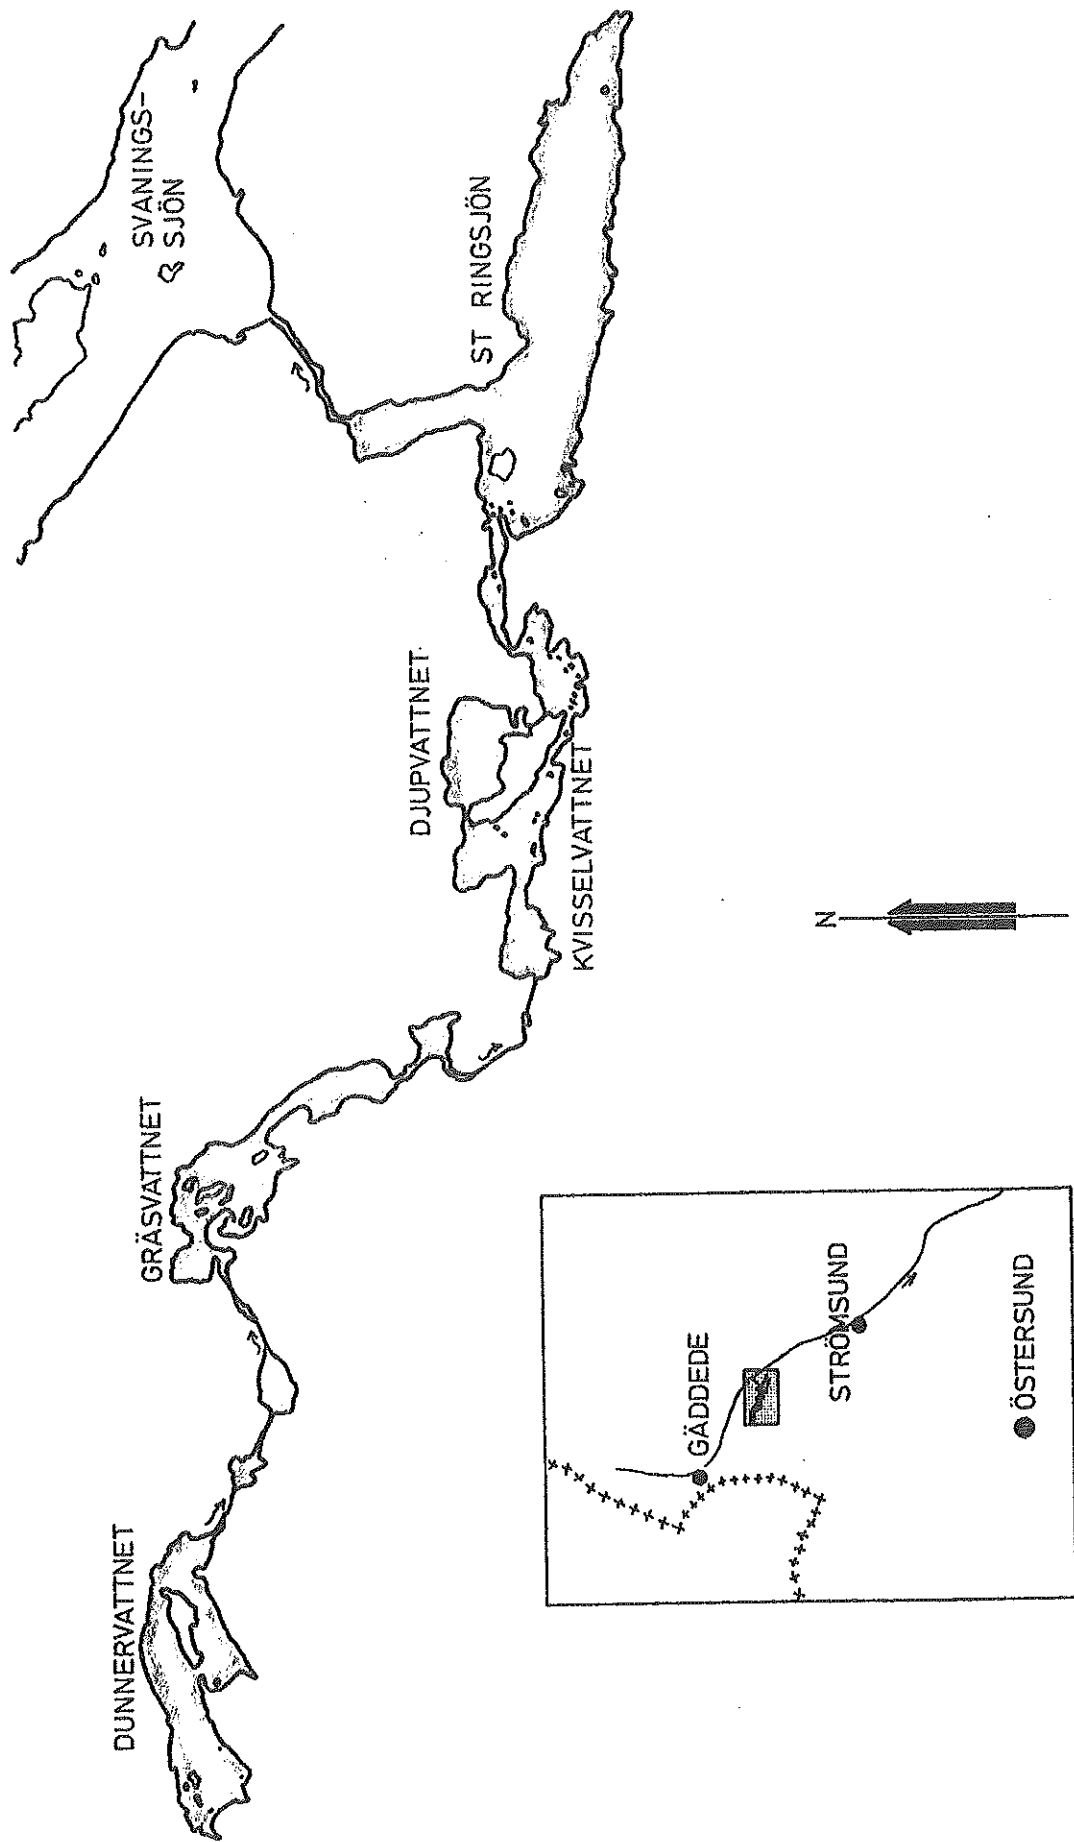 DUNNERVATTNET
GRÄSVATTNET
DJUPVATTNET
KVISSELVATTNET
ST RINGSJÖN
SVANINGS-
SJÖN
N
GÄDDEDE
STRÖMSUND
ÖSTERSUND